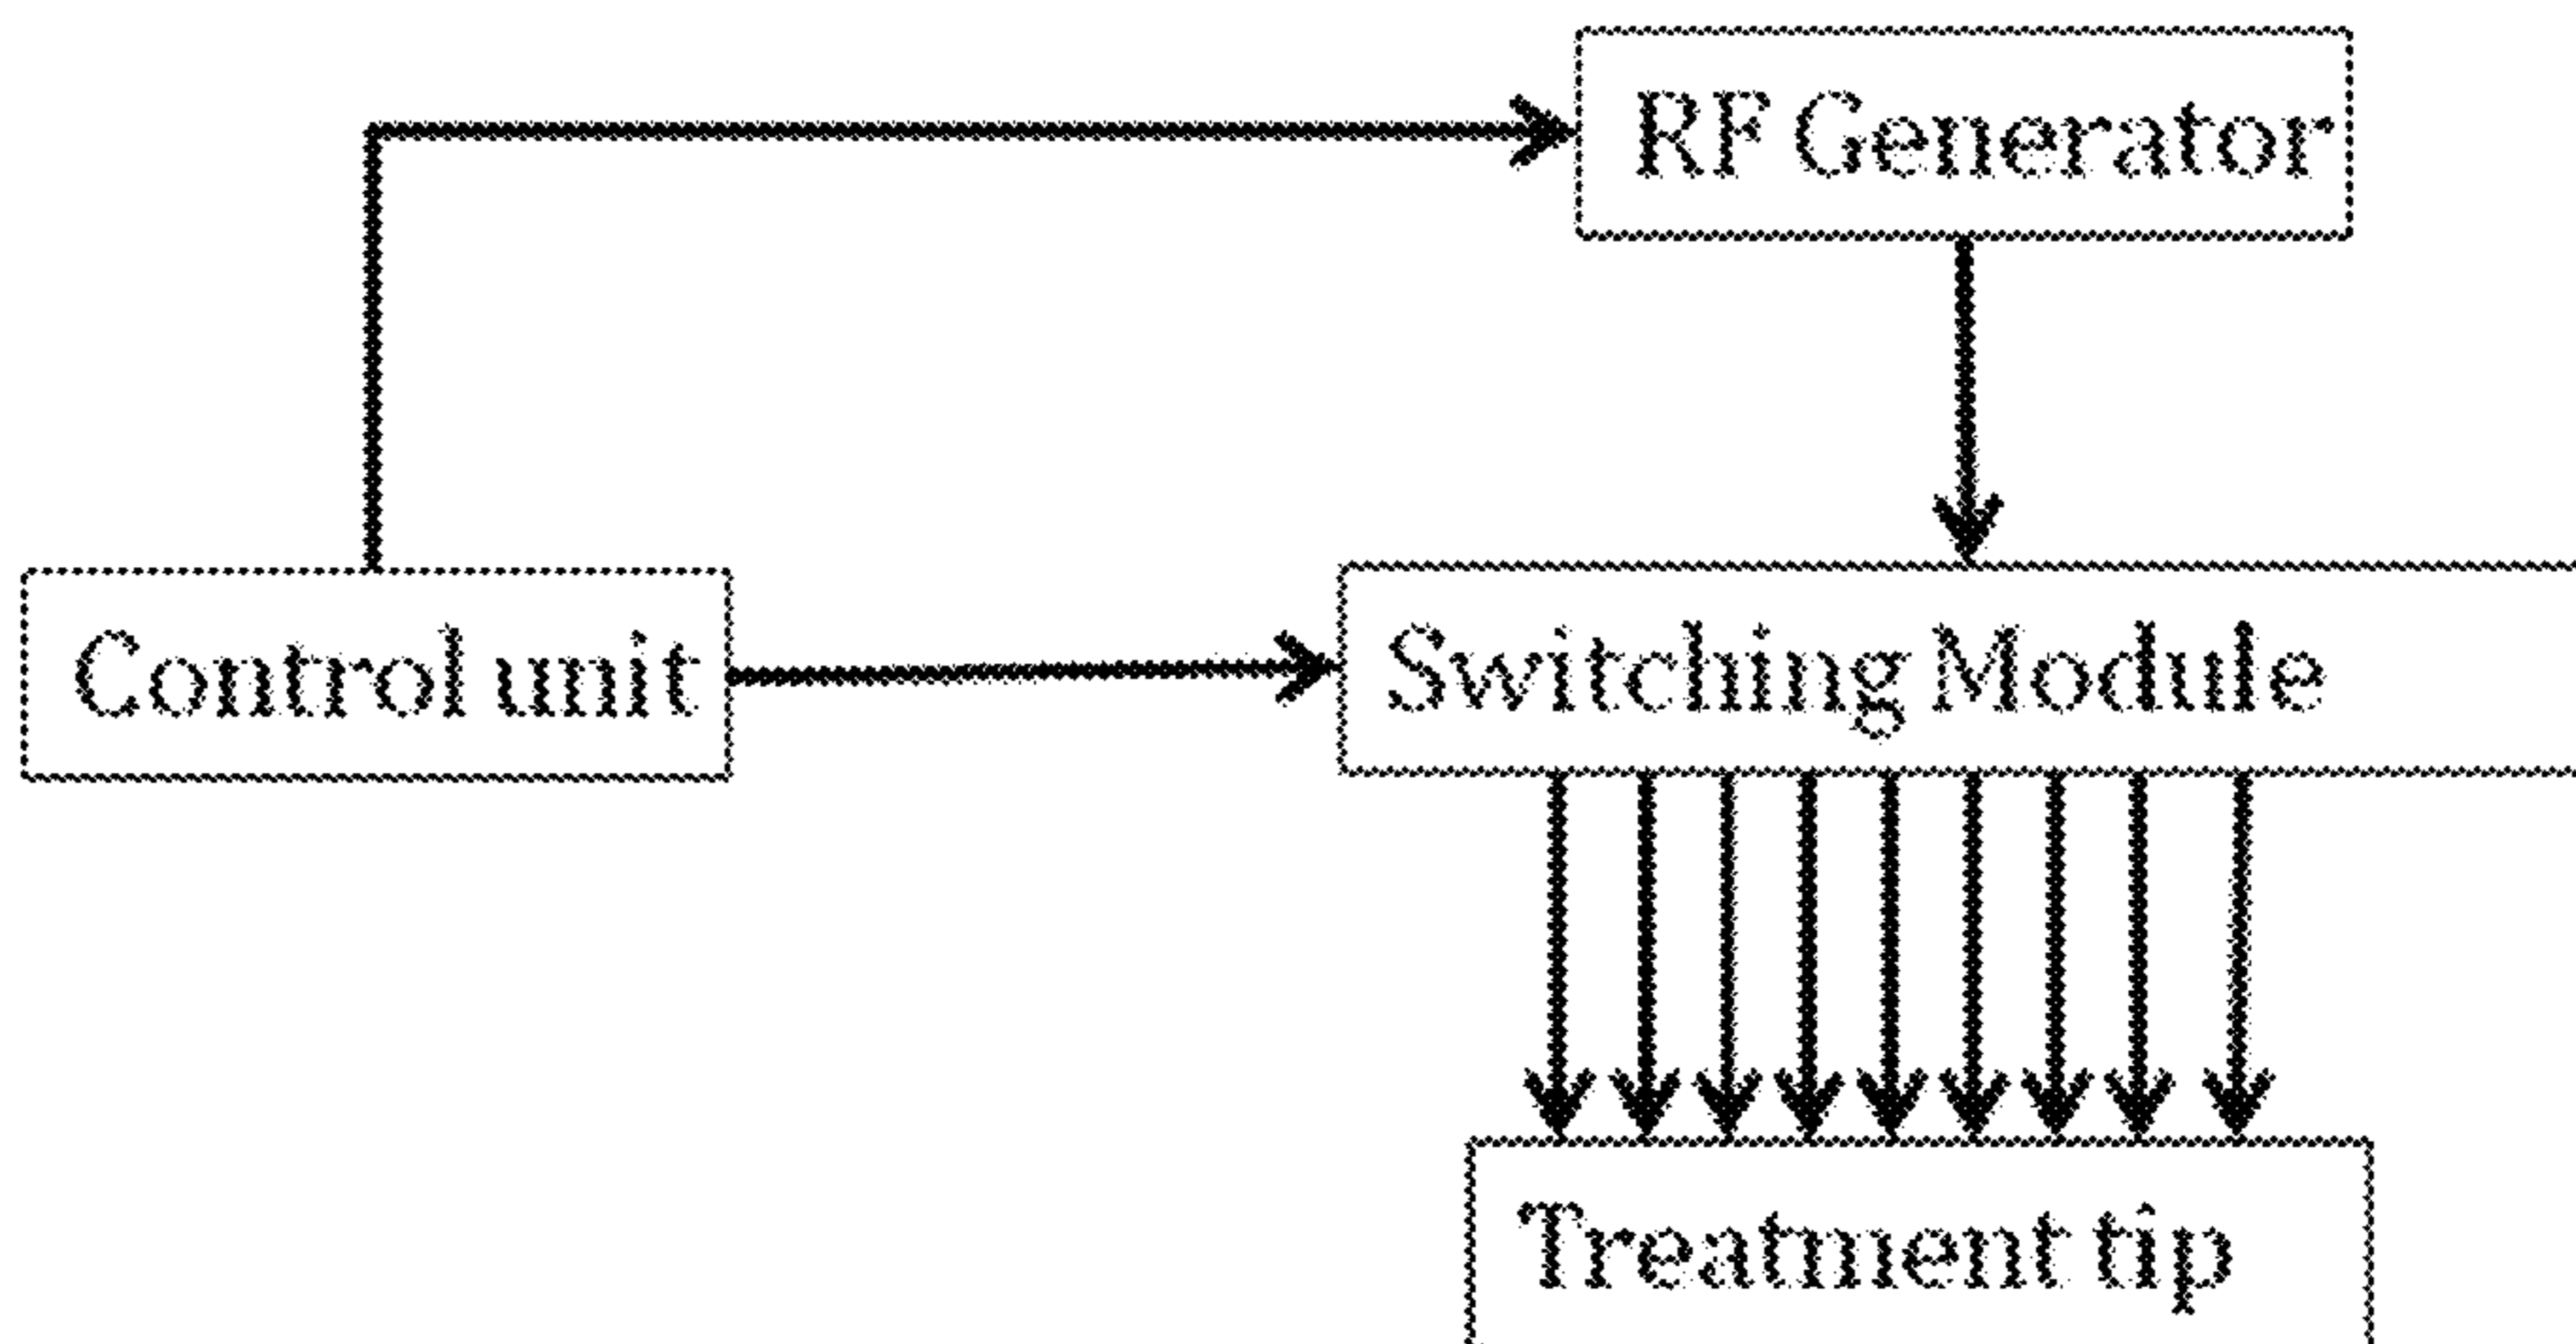 RF Generator
Control unit
Switching Module
Treatment tip